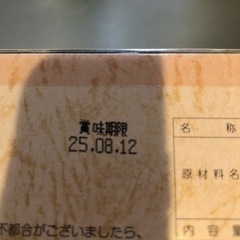 賞味期限
25.08.12
名 称
原材料名
内 容 量
不都合がございましたら、